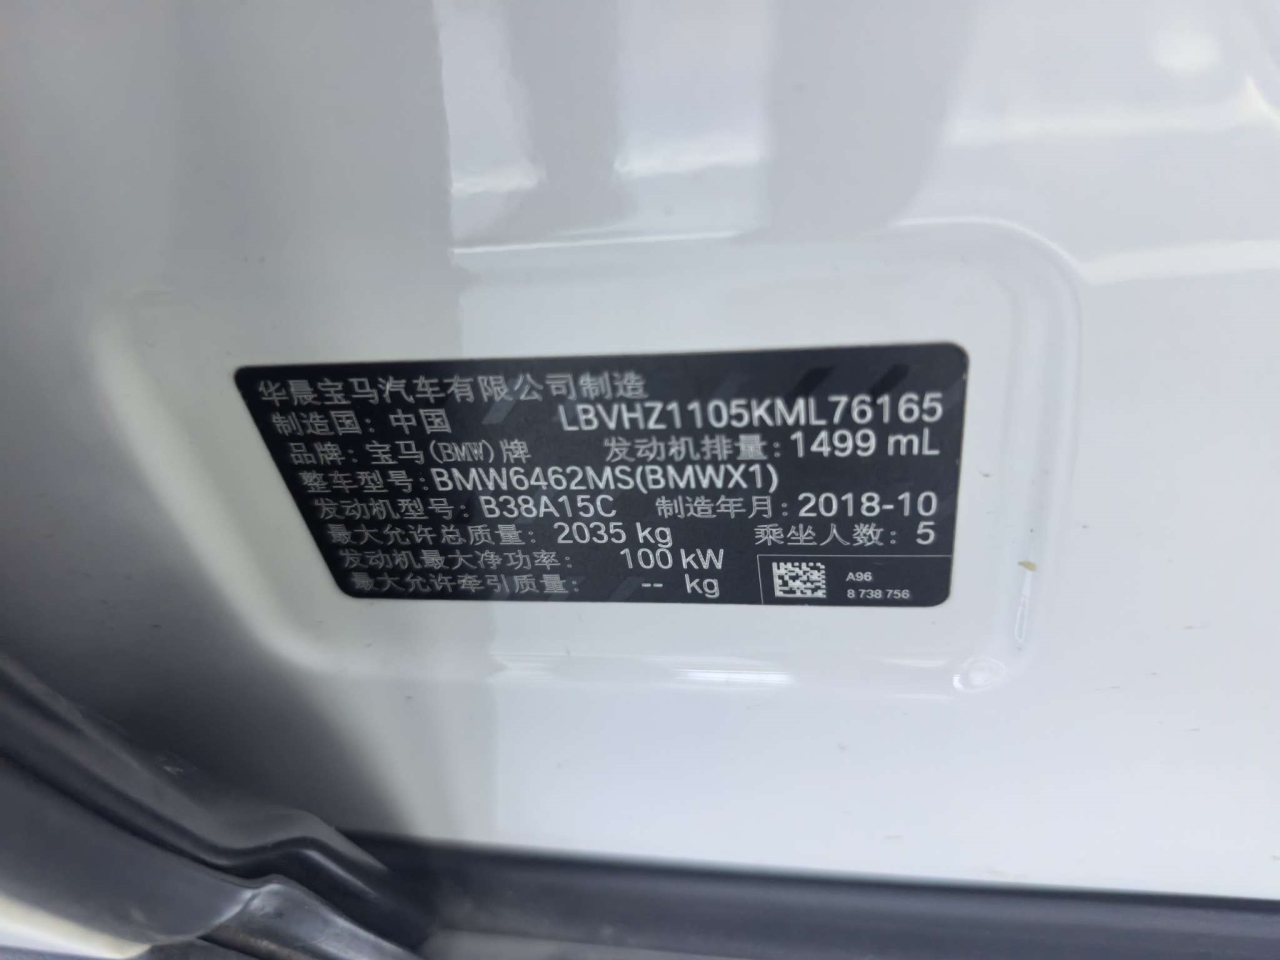 华晨宝马汽车有限公司制造
制造国：中国 LBVHZ1105KML76165
品牌：宝马(BMW)牌 发动机排量：1499 mL
整车型号：BMW6462MS(BMWX1)
发动机型号：B38A15C 制造年月：2018-10
最大允许总质量：2035 kg 乘坐人数：5
发动机最大净功率：100 kW
最大允许牵引质量：-- kg
A96
8 738 756